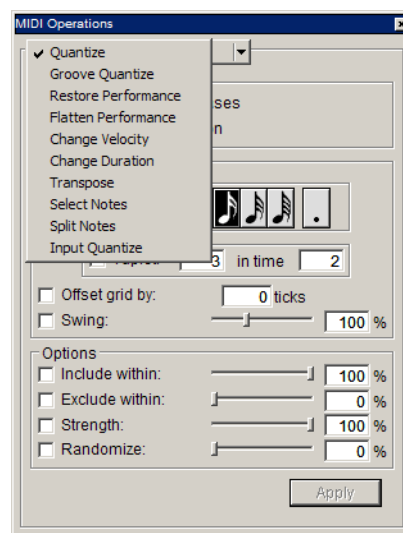 MIDI Operations
Quantize
Groove Quantize
Restore Performance
Flatten Performance
Change Velocity
Change Duration
Transpose
Select Notes
Split Notes
Input Quantize
3 in time 2
Offset grid by: 0 ticks
Swing: 100 %
Options
Include within: 100 %
Exclude within: 0 %
Strength: 100 %
Randomize: 0 %
Apply